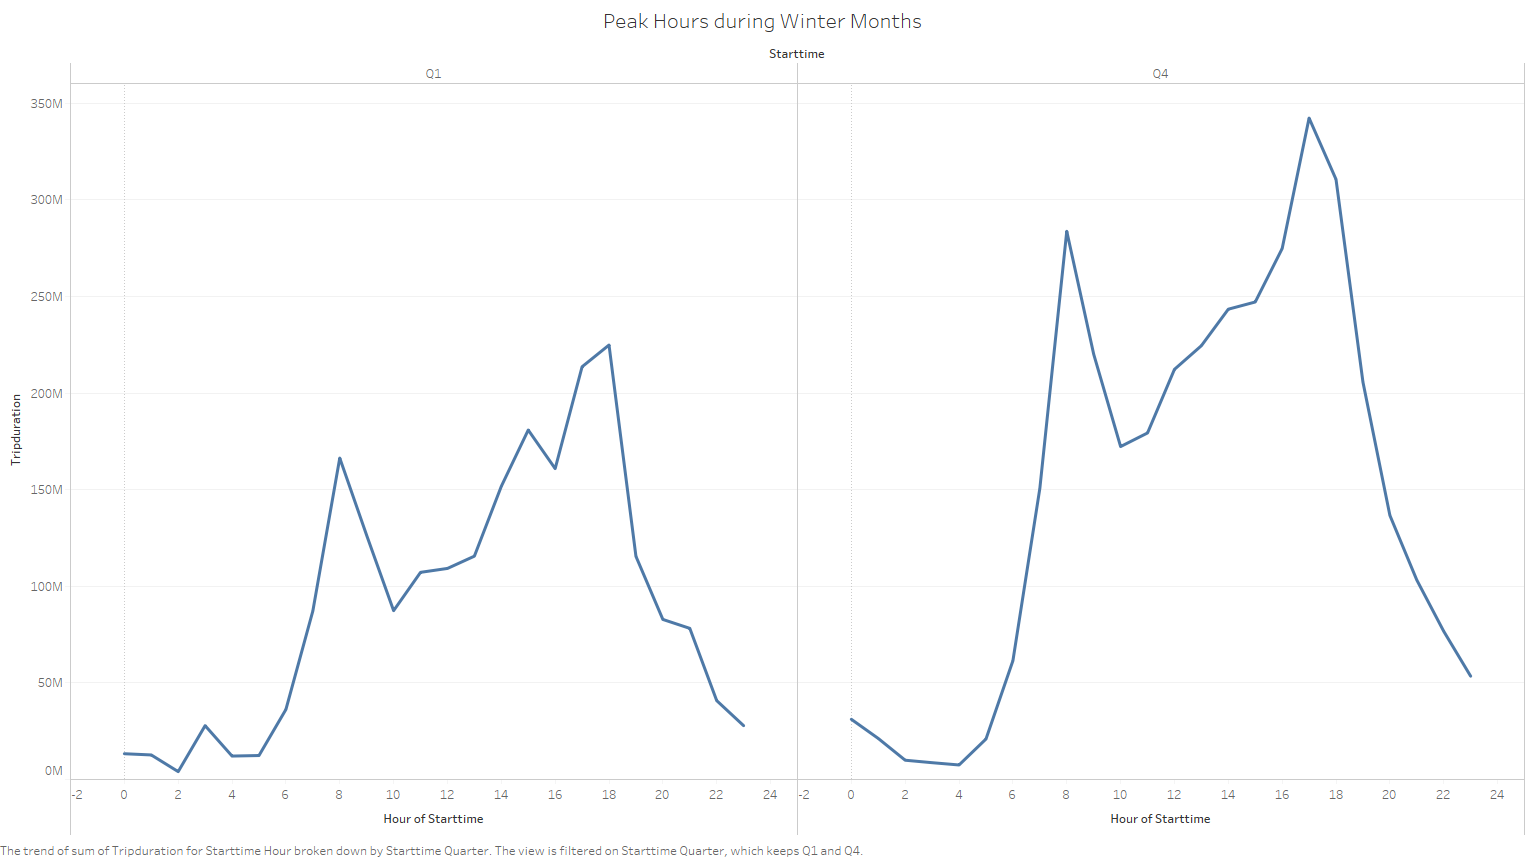 Peak Hours during Winter Months
Starttime
Q1 Q4
350M
300M
250M
200M
150M
100M
50M
0M
Tripduration
-2 0 2 4 6 8 10 12 14 16 18 20 22 24 -2 0 2 4 6 8 10 12 14 16 18 20 22 24
Hour of Starttime Hour of Starttime
The trend of sum of Tripduration for Starttime Hour broken down by Starttime Quarter. The view is filtered on Starttime Quarter, which keeps Q1 and Q4.